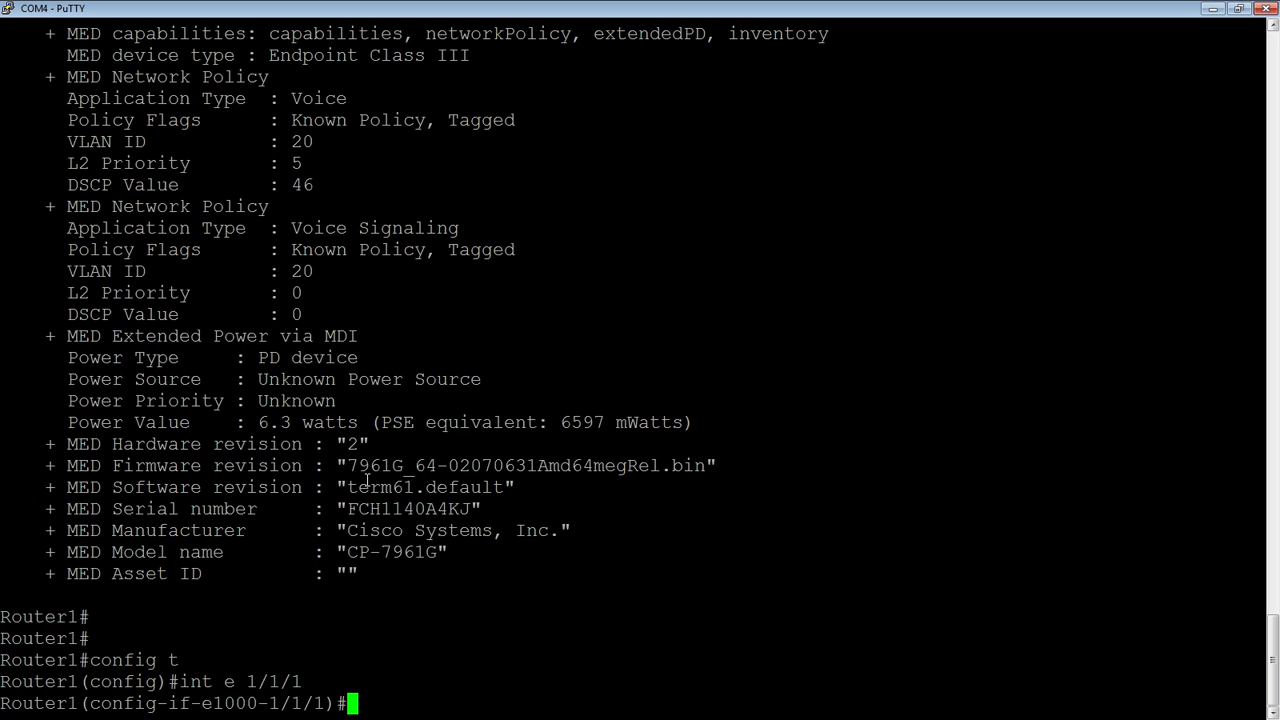 COM4 - PuTTY
+ MED capabilities: capabilities, networkPolicy, extendedPD, inventory
MED device type : Endpoint Class III
+ MED Network Policy
Application Type : Voice
Policy Flags : Known Policy, Tagged
VLAN ID : 20
L2 Priority : 5
DSCP Value : 46
+ MED Network Policy
Application Type : Voice Signaling
Policy Flags : Known Policy, Tagged
VLAN ID : 20
L2 Priority : 0
DSCP Value : 0
+ MED Extended Power via MDI
Power Type : PD device
Power Source : Unknown Power Source
Power Priority : Unknown
Power Value : 6.3 watts (PSE equivalent: 6597 mWatts)
+ MED Hardware revision : "2"
+ MED Firmware revision : "7961G_64-02070631Amd64megRel.bin"
+ MED Software revision : "term61.default"
+ MED Serial number : "FCH1140A4KJ"
+ MED Manufacturer : "Cisco Systems, Inc."
+ MED Model name : "CP-7961G"
+ MED Asset ID : ""
Router1#
Router1#
Router1#config t
Router1(config)#int e 1/1/1
Router1(config-if-e1000-1/1/1)#